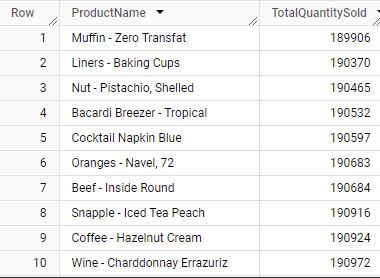 Row ProductName TotalQuantitySold
1 Muffin - Zero Transfat 189906
2 Liners - Baking Cups 190370
3 Nut - Pistachio, Shelled 190465
4 Bacardi Breezer - Tropical 190532
5 Cocktail Napkin Blue 190597
6 Oranges - Navel, 72 190683
7 Beef - Inside Round 190684
8 Snapple - Iced Tea Peach 190916
9 Coffee - Hazelnut Cream 190924
10 Wine - Charddonnay Errazuriz 190972